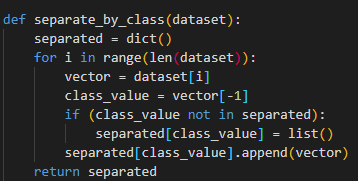 def separate_by_class(dataset):
    separated = dict()
    for i in range(len(dataset)):
        vector = dataset[i]
        class_value = vector[-1]
        if (class_value not in separated):
            separated[class_value] = list()
        separated[class_value].append(vector)
    return separated